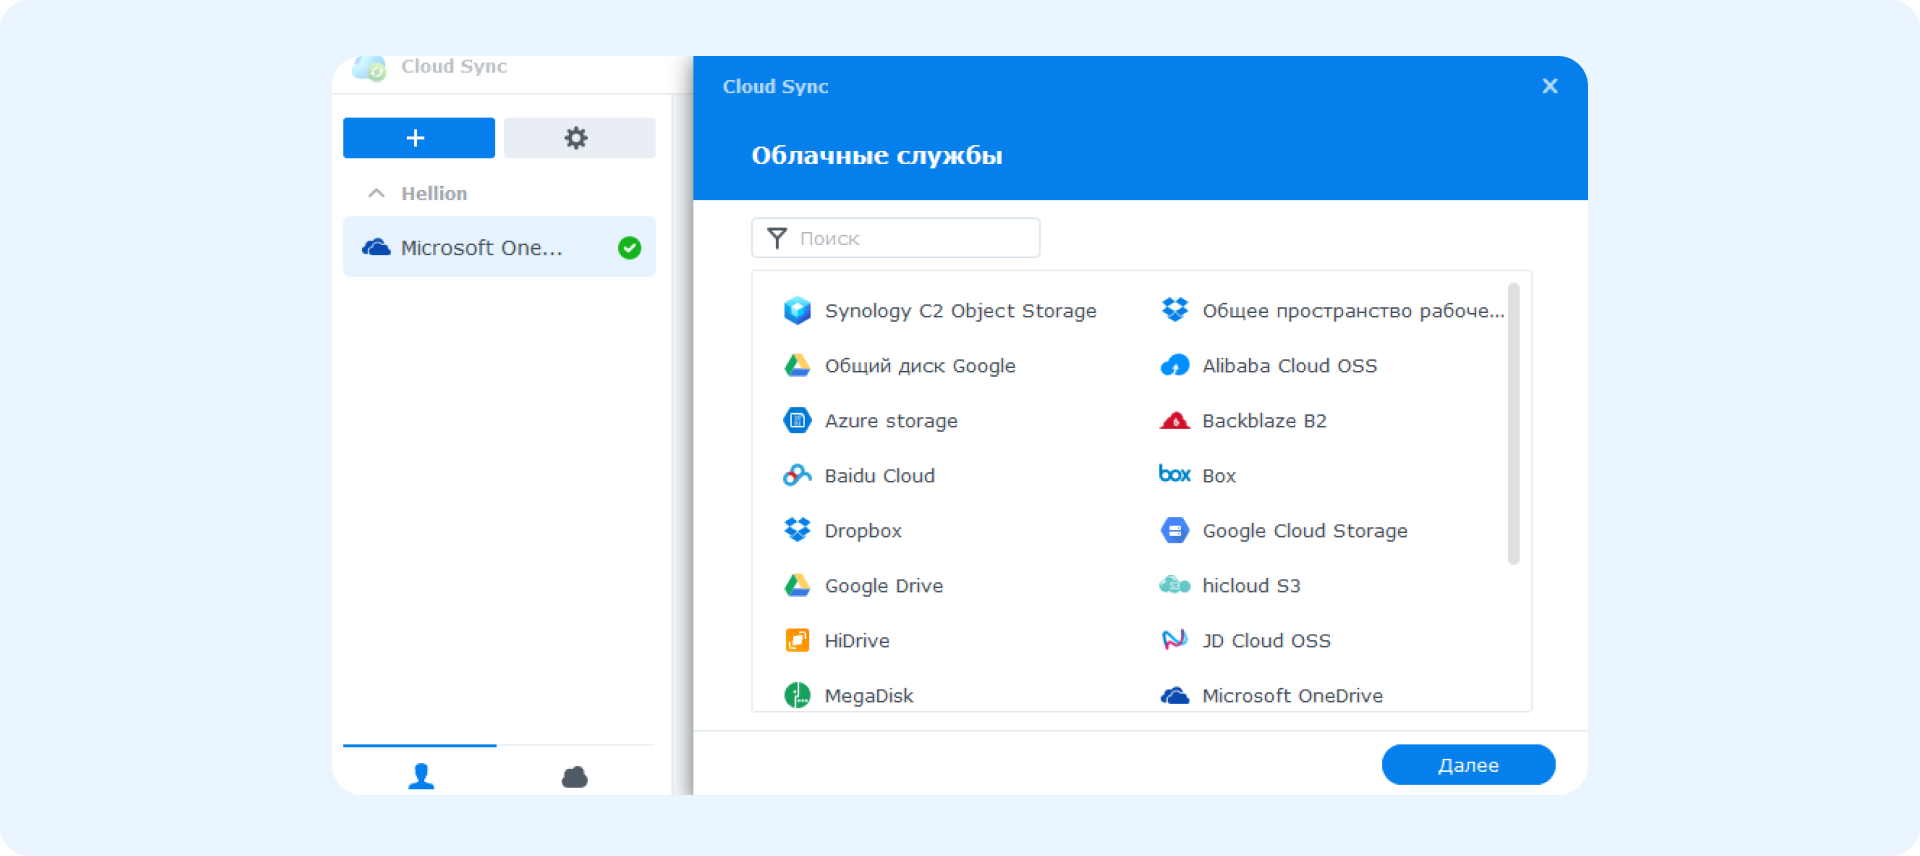 Cloud Sync
Hellion
Microsoft One...
Cloud Sync
Облачные службы
Поиск
Synology C2 Object Storage
Общее пространство рабоче...
Общий диск Google
Alibaba Cloud OSS
Azure storage
Backblaze B2
Baidu Cloud
box Box
Dropbox
Google Cloud Storage
Google Drive
hicloud S3
HiDrive
JD Cloud OSS
MegaDisk
Microsoft OneDrive
Далее